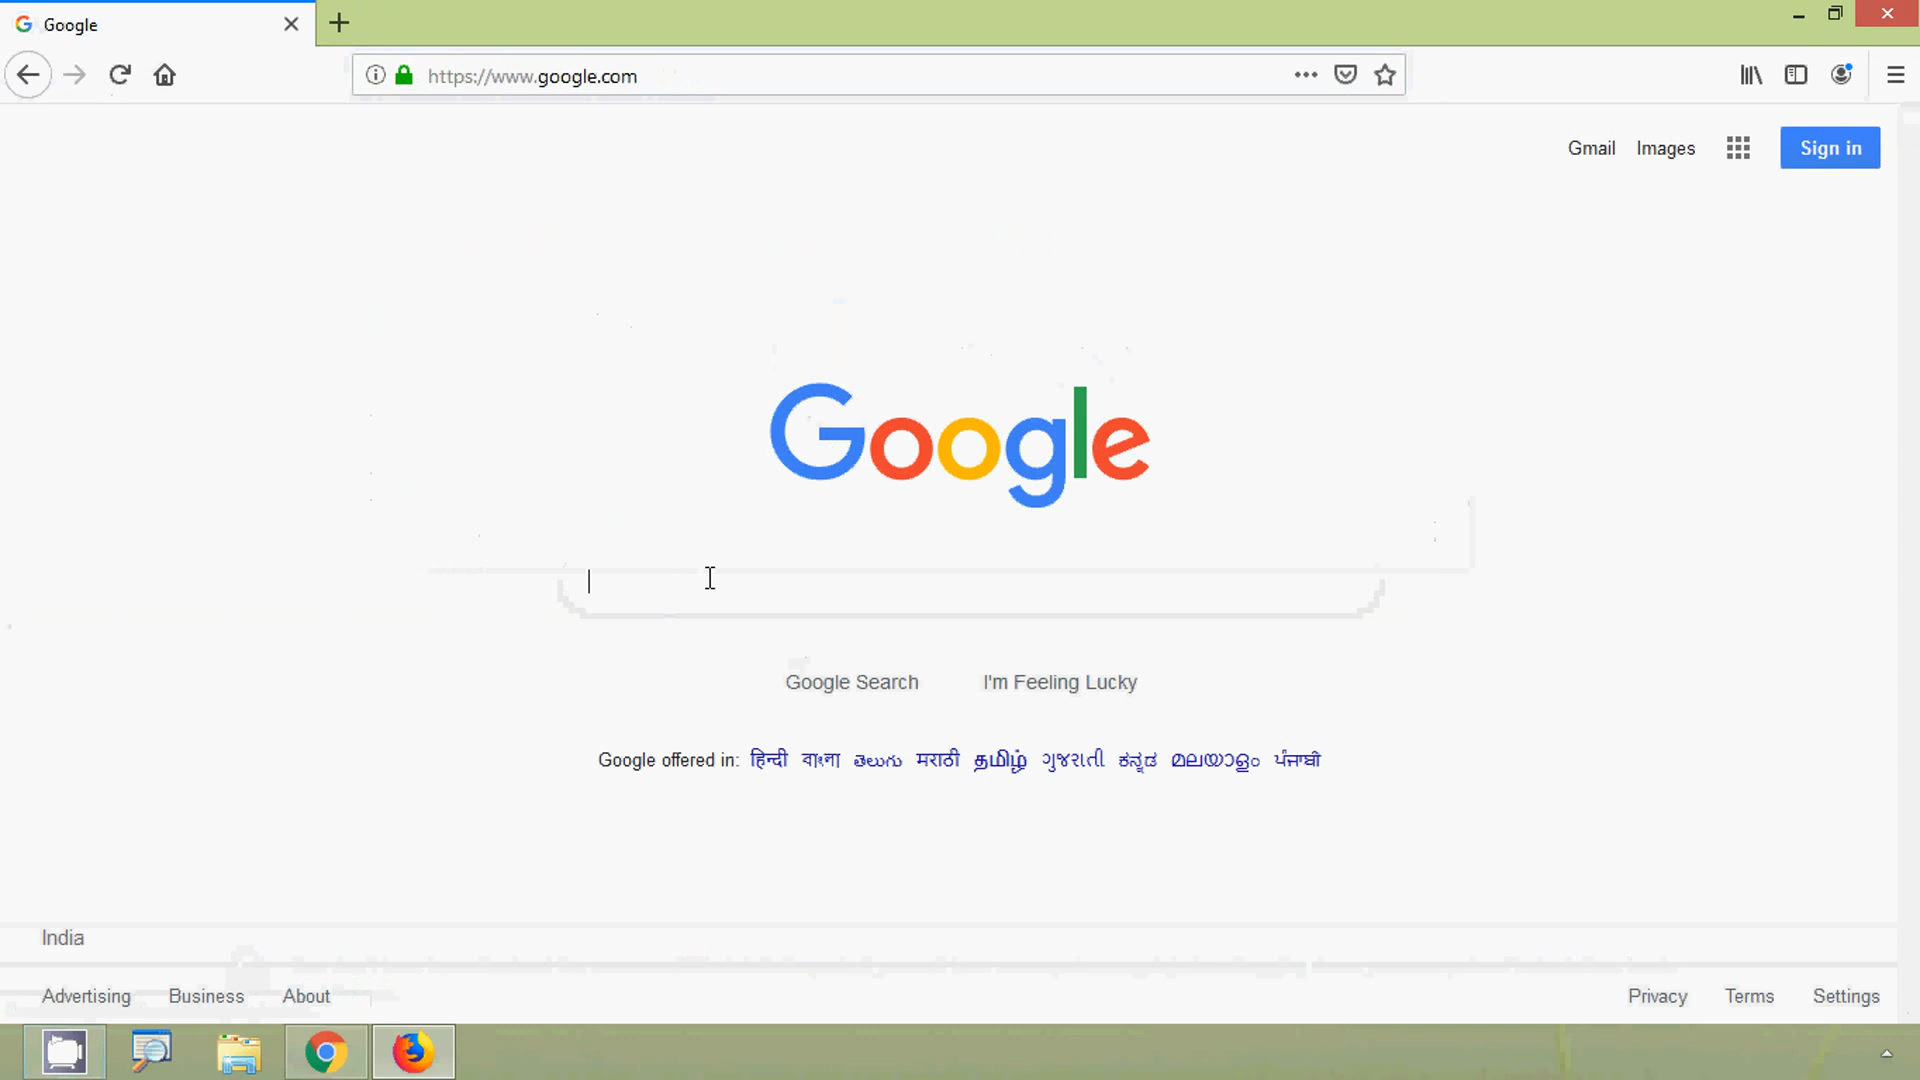 Google
https://www.google.com
Gmail Images Sign in
Google
Google Search I'm Feeling Lucky
Google offered in: हिन्दी বাংলা తెలుగు मराठी தமிழ் ગુજરાતી ಕನ್ನಡ മലയാളം ਪੰਜਾਬੀ
India
Advertising Business About Privacy Terms Settings